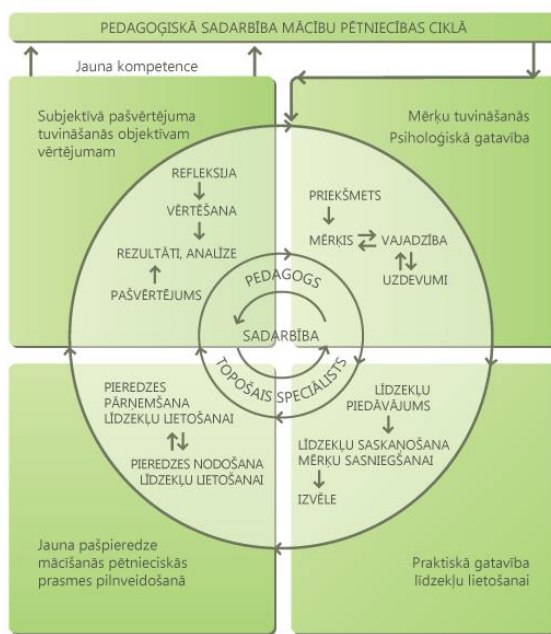 PEDAGOĢISKĀ SADARBĪBA MĀCĪBU PĒTNIECĪBAS CIKLĀ
Jauna kompetence
Subjektīvā pašvērtējuma
tuvināšanās objektīvam
vērtējumam
Mērķu tuvināšanās
Psiholoģiskā gatavība
REFLEKSIJA
VĒRTĒŠANA
REZULTĀTI, ANALĪZE
PAŠVĒRTĒJUMS
PRIEKŠMETS
MĒRĶIS
VAJADZĪBA
UZDEVUMI
PEDAGOGS
SADARBĪBA
TOPOŠAIS SPECIĀLISTS
PIEREDZES
PĀRŅEMŠANA
LĪDZEKĻU LIETOŠANAI
PIEREDZES NODOŠANA
LĪDZEKĻU LIETOŠANAI
LĪDZEKĻU
PIEDĀVĀJUMS
LĪDZEKĻU SASKAŅOŠANA
MĒRĶU SASNIEGŠANAI
IZVĒLE
Jauna pašpieredze
mācīšanās pētnieciskās
prasmes pilnveidošanā
Praktiskā gatavība
līdzekļu lietošanai